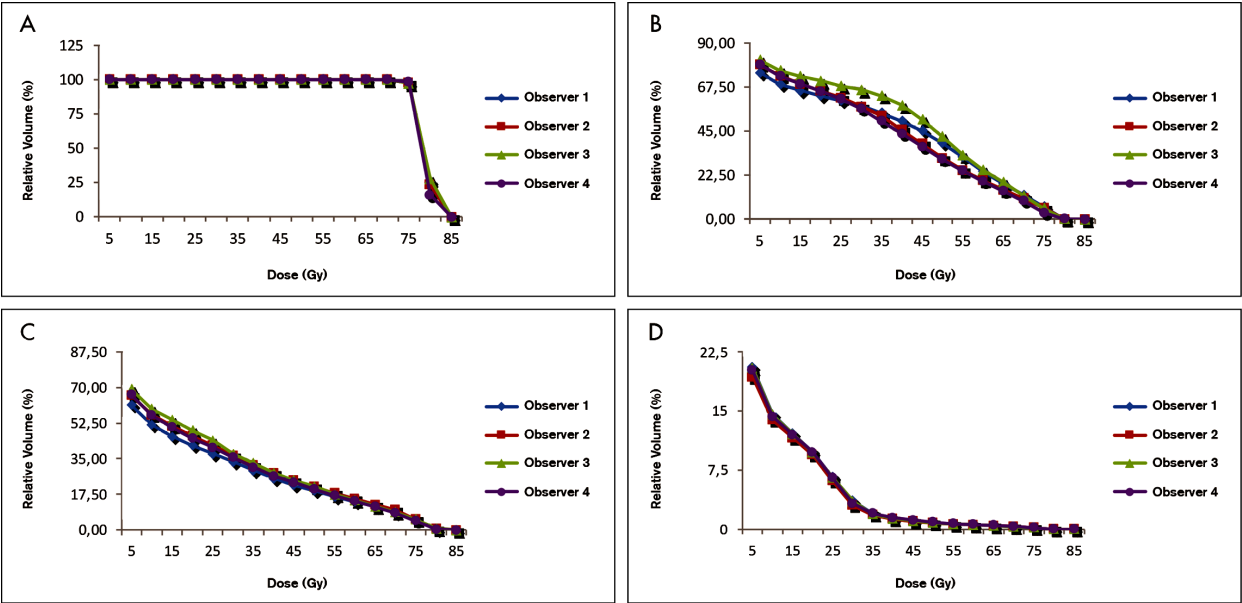 A
125
100
75
50
25
0
Relative Volume (%)
5 15 25 35 45 55 65 75 85
Dose (Gy)
Observer 1
Observer 2
Observer 3
Observer 4
B
90,00
67,50
45,00
22,50
0,00
Relative Volume (%)
5 15 25 35 45 55 65 75 85
Dose (Gy)
Observer 1
Observer 2
Observer 3
Observer 4
C
87,50
70,00
52,50
35,00
17,50
0,00
Relative Volume (%)
5 15 25 35 45 55 65 75 85
Dose (Gy)
Observer 1
Observer 2
Observer 3
Observer 4
D
22,5
15
7,5
0
Relative Volume (%)
5 15 25 35 45 55 65 75 85
Dose (Gy)
Observer 1
Observer 2
Observer 3
Observer 4